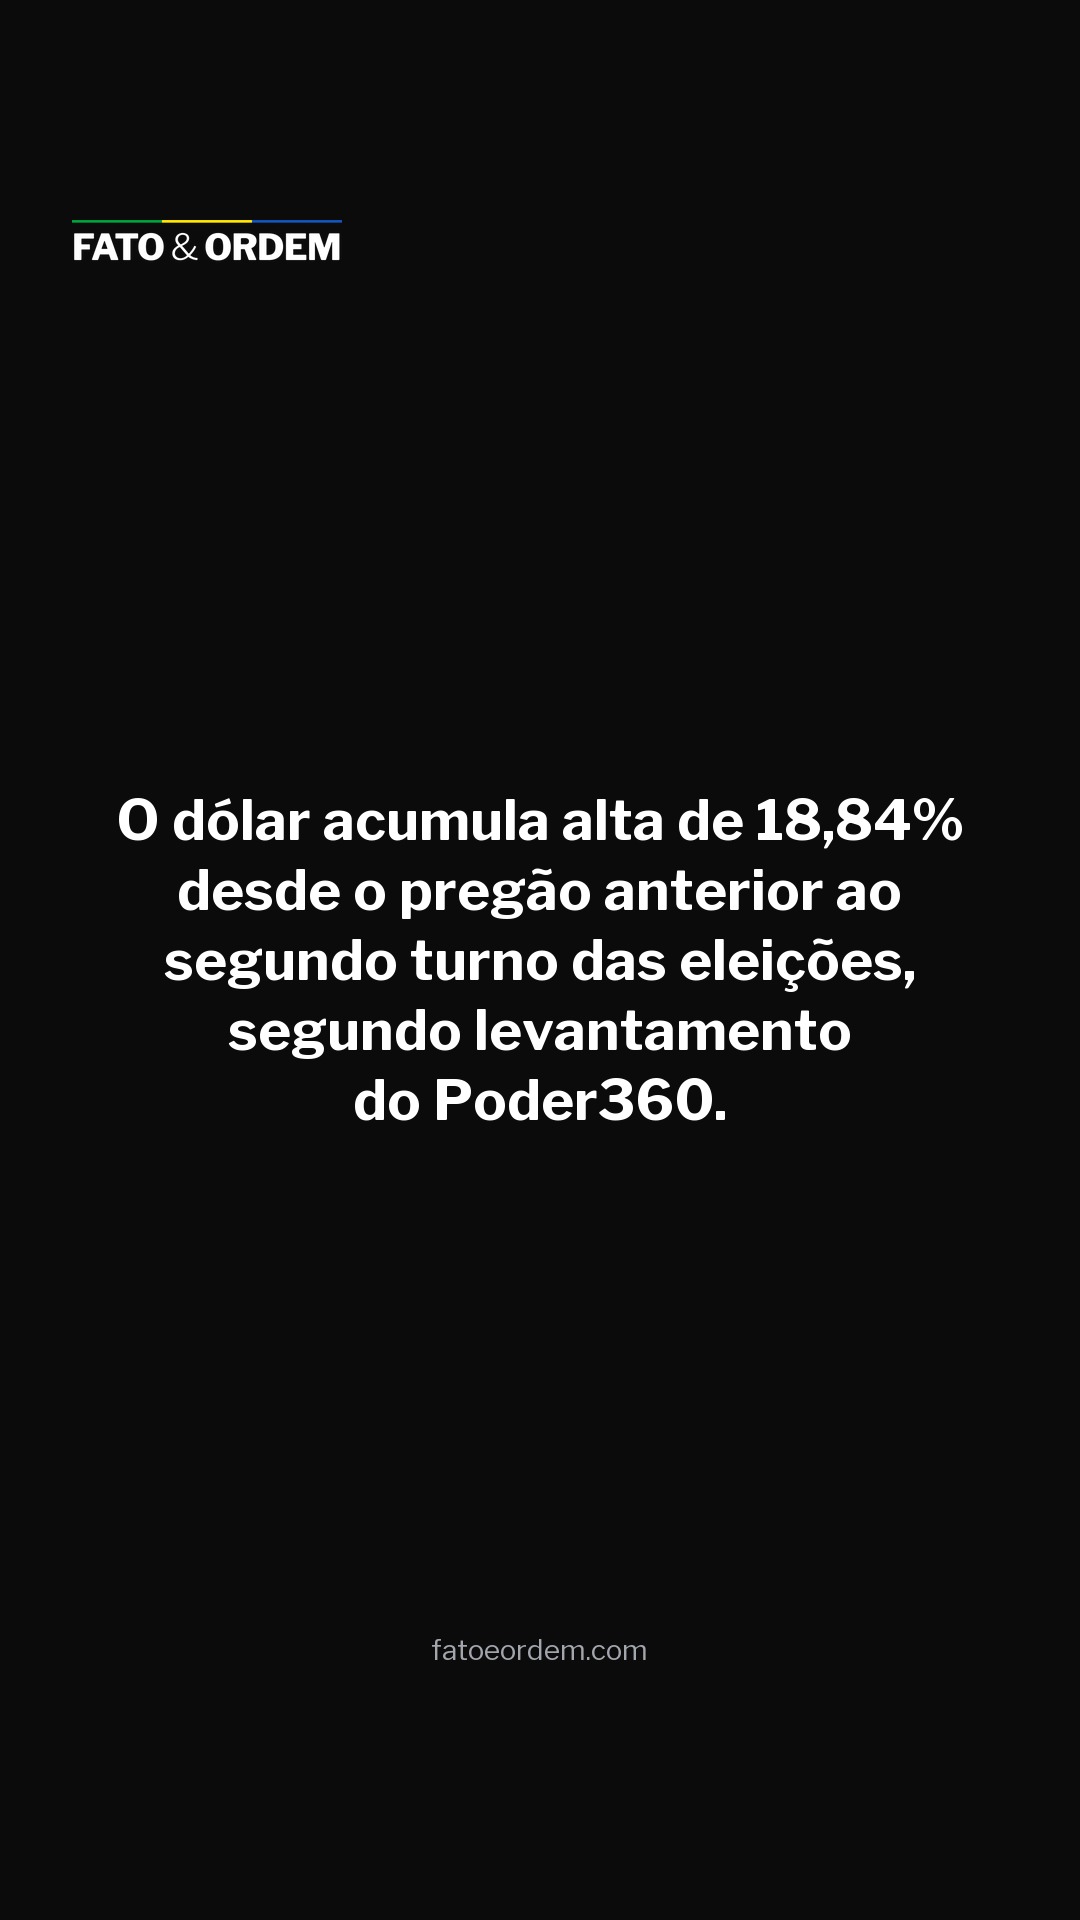 FATO & ORDEM
O dólar acumula alta de 18,84%
desde o pregão anterior ao
segundo turno das eleições,
segundo levantamento
do Poder360.
fatoeordem.com